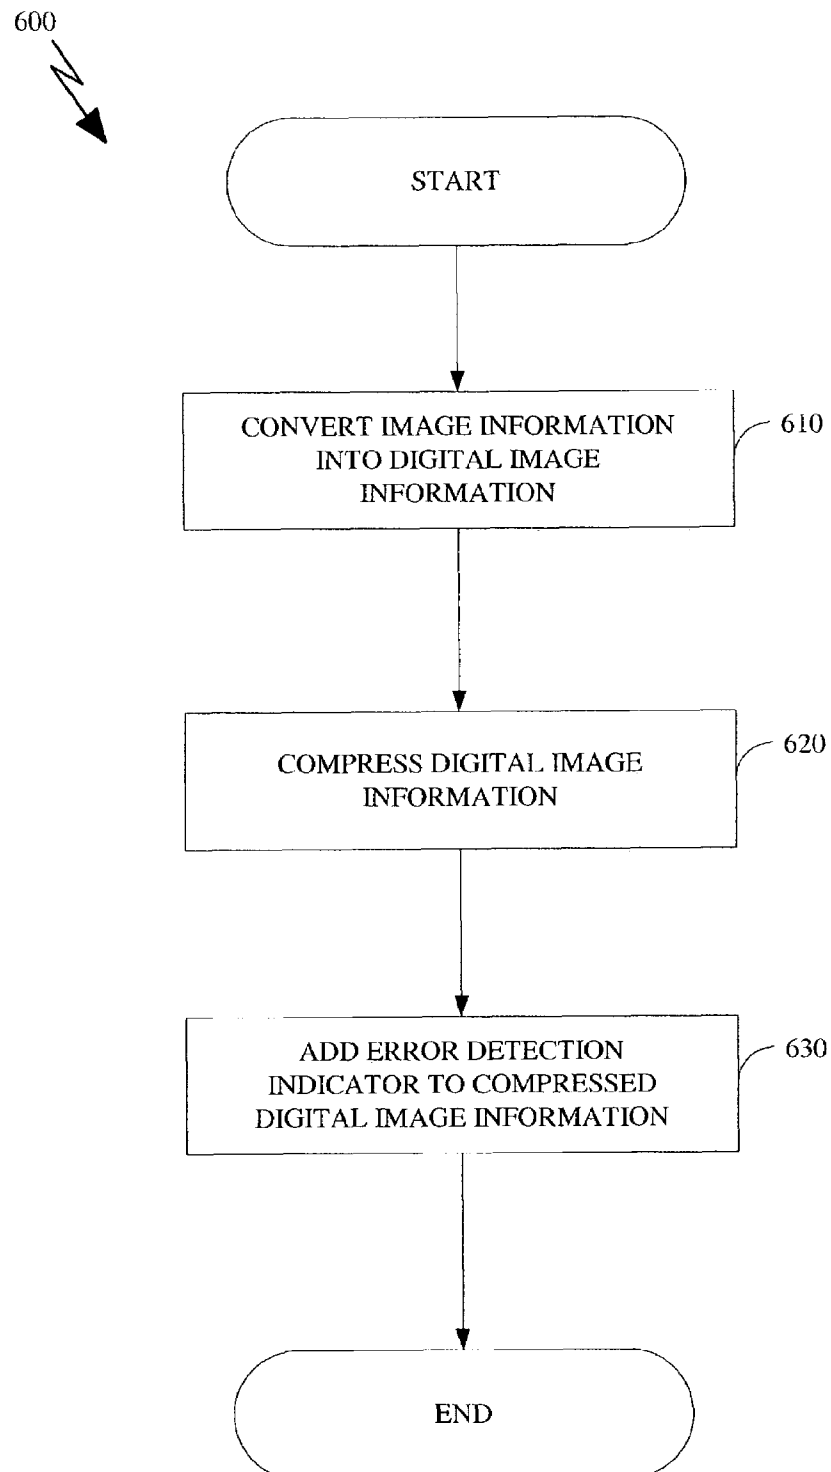 600
START
CONVERT IMAGE INFORMATION
INTO DIGITAL IMAGE
INFORMATION
610
COMPRESS DIGITAL IMAGE
INFORMATION
620
ADD ERROR DETECTION
INDICATOR TO COMPRESSED
DIGITAL IMAGE INFORMATION
630
END